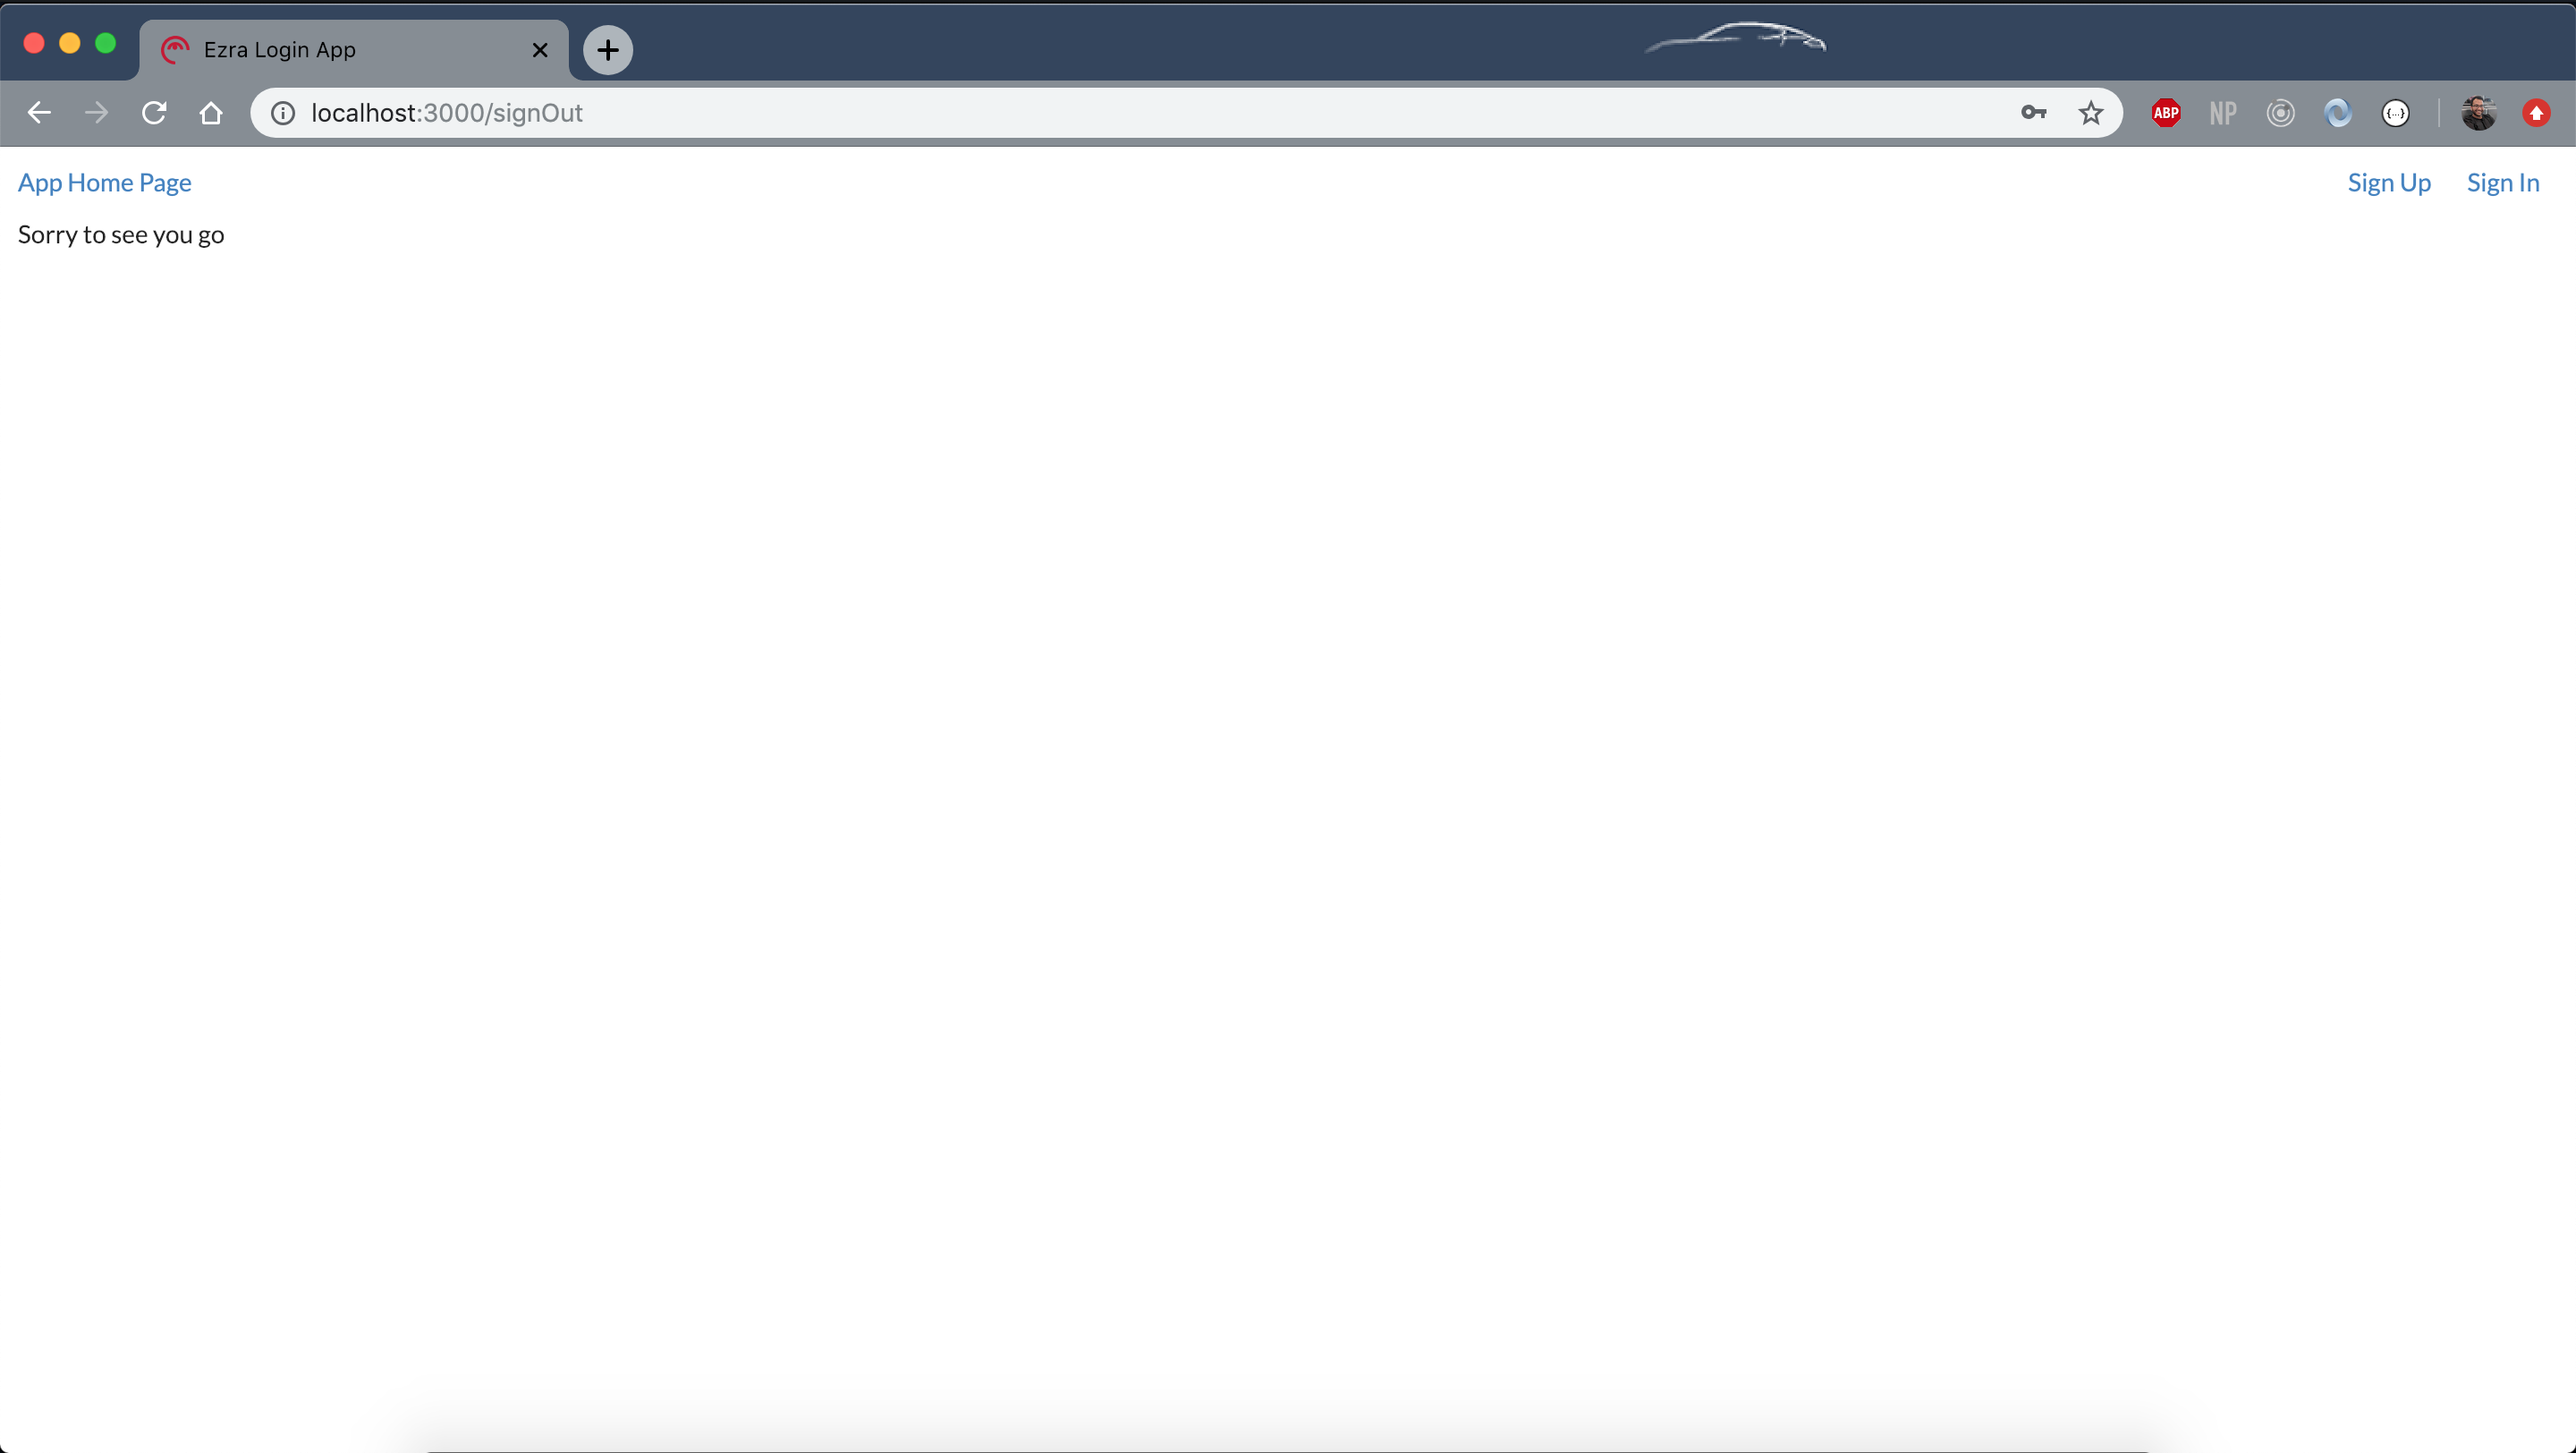 Ezra Login App
localhost:3000/signOut
ABP
NP
{...}
App Home Page
Sign Up
Sign In
Sorry to see you go